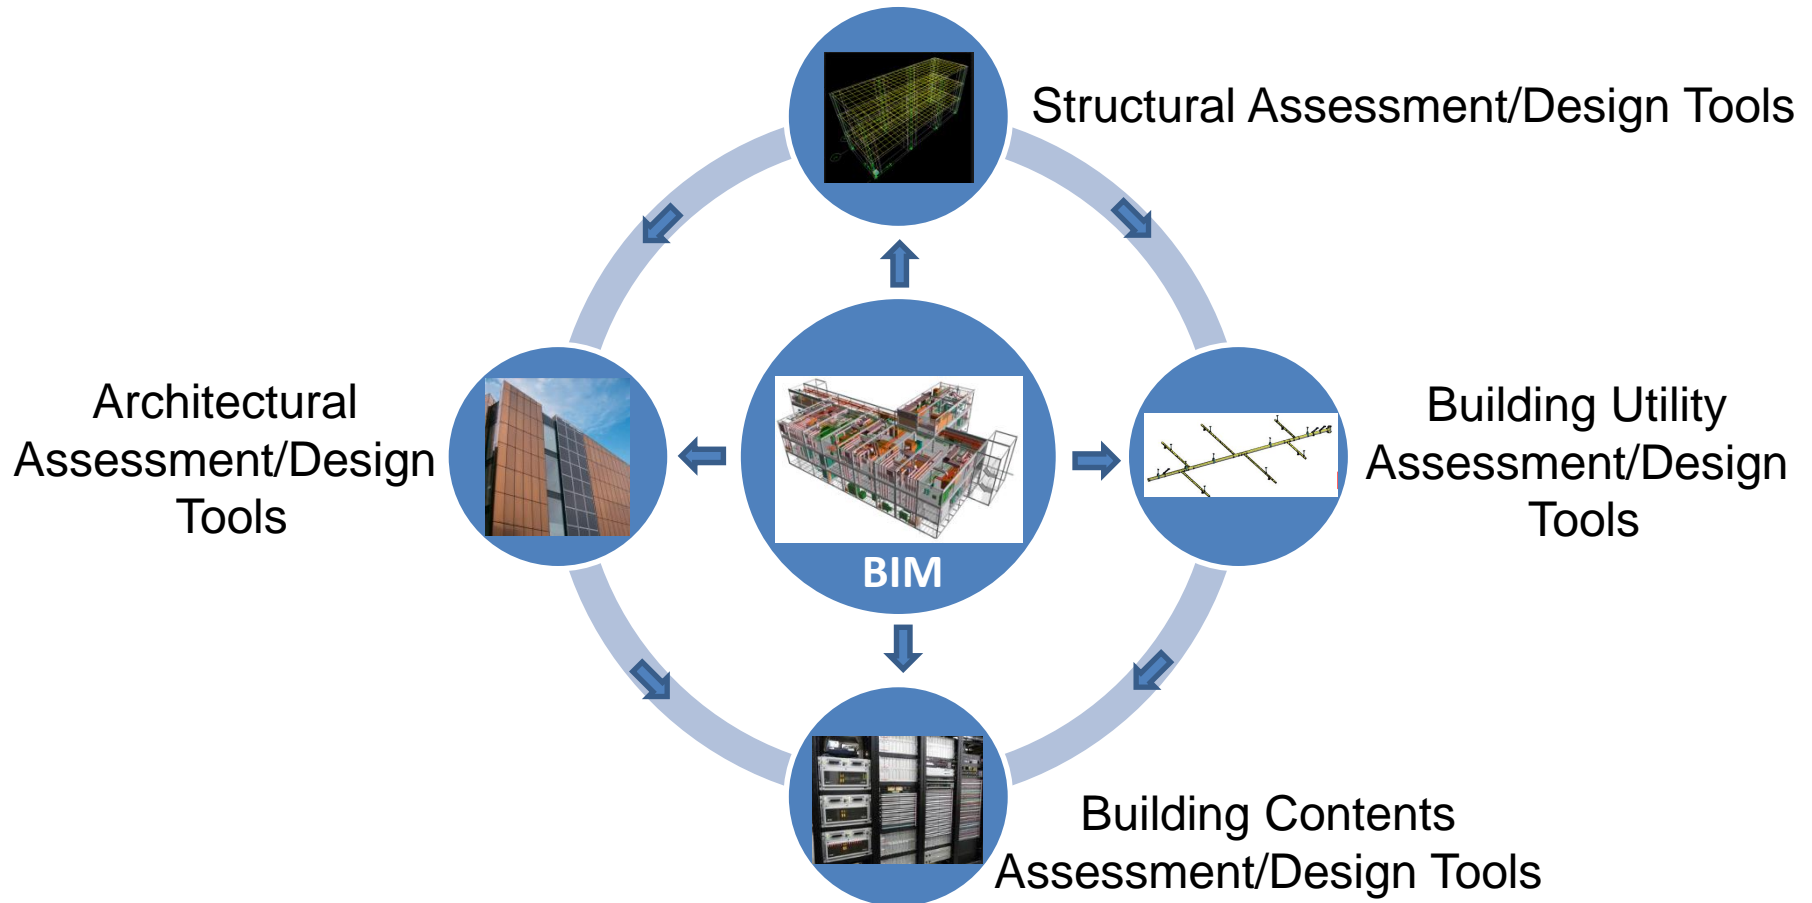 Structural Assessment/Design Tools
Architectural
Assessment/Design
Tools
BIM
Building Utility
Assessment/Design
Tools
Building Contents
Assessment/Design Tools